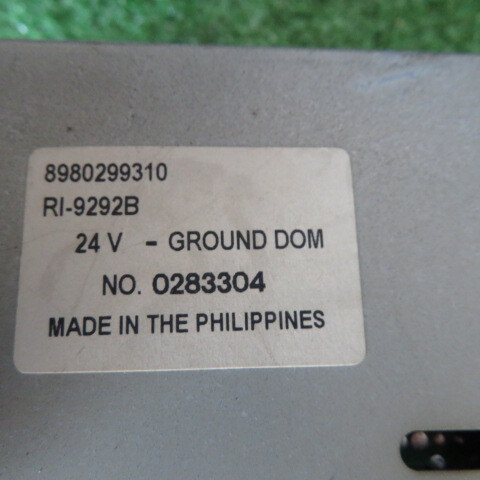 8980299310
RI-9292B
24 V - GROUND DOM
NO. 0283304
MADE IN THE PHILIPPINES